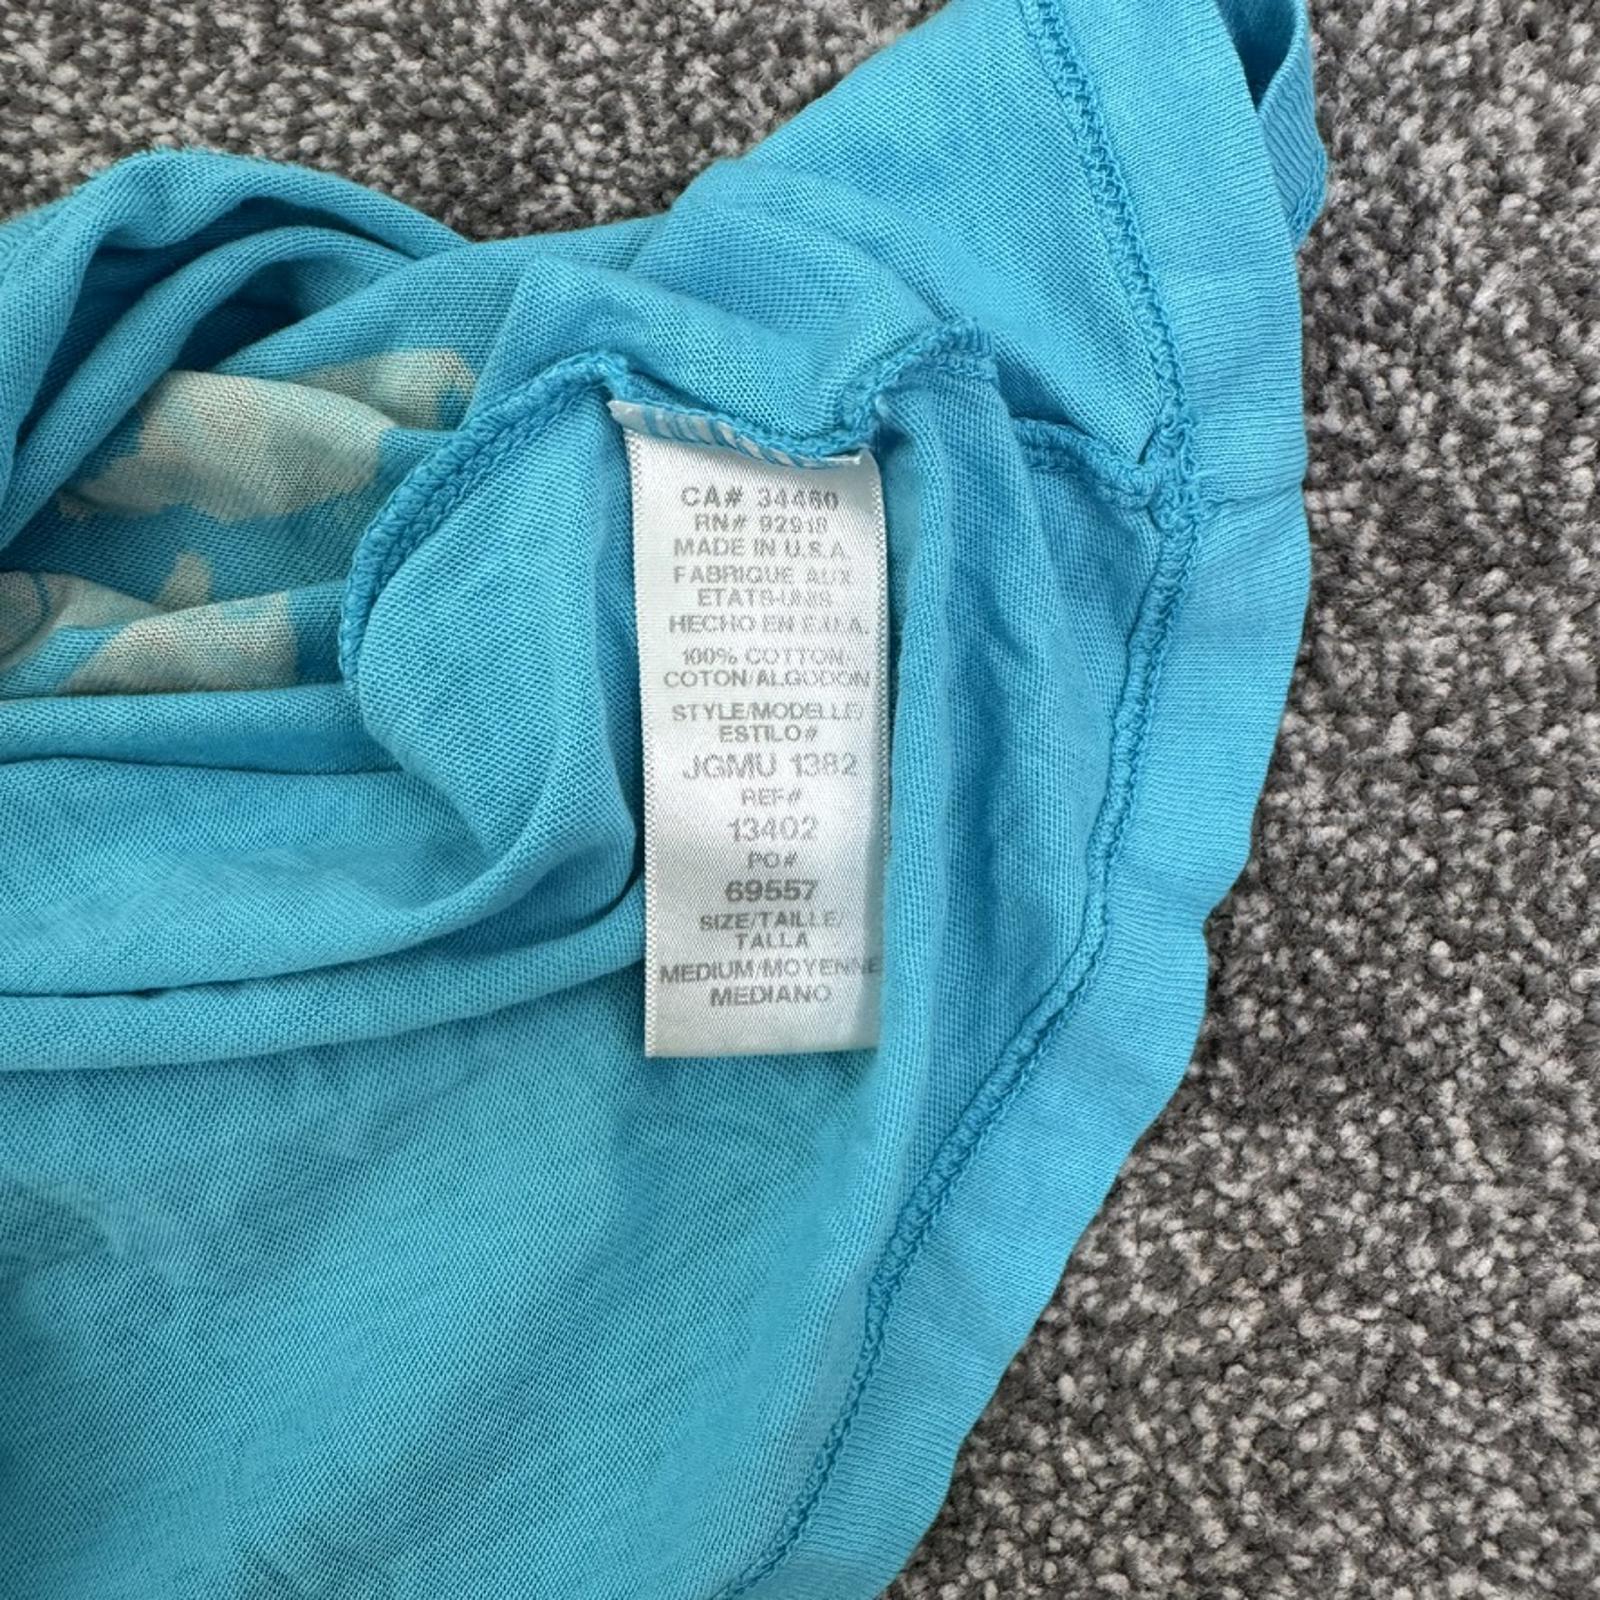 CA# 34460
RN# 92919
MADE IN U.S.A.
FABRIQUE AUX
ETATS-UNIS
HECHO EN E.U.A.
100% COTTON
COTON/ALGODON
STYLE/MODELLE/
ESTILO#
JGMU 1382
REF#
13402
PO#
69557
SIZE/TAILLE/
TALLA
MEDIUM/MOYENNE
MEDIANO